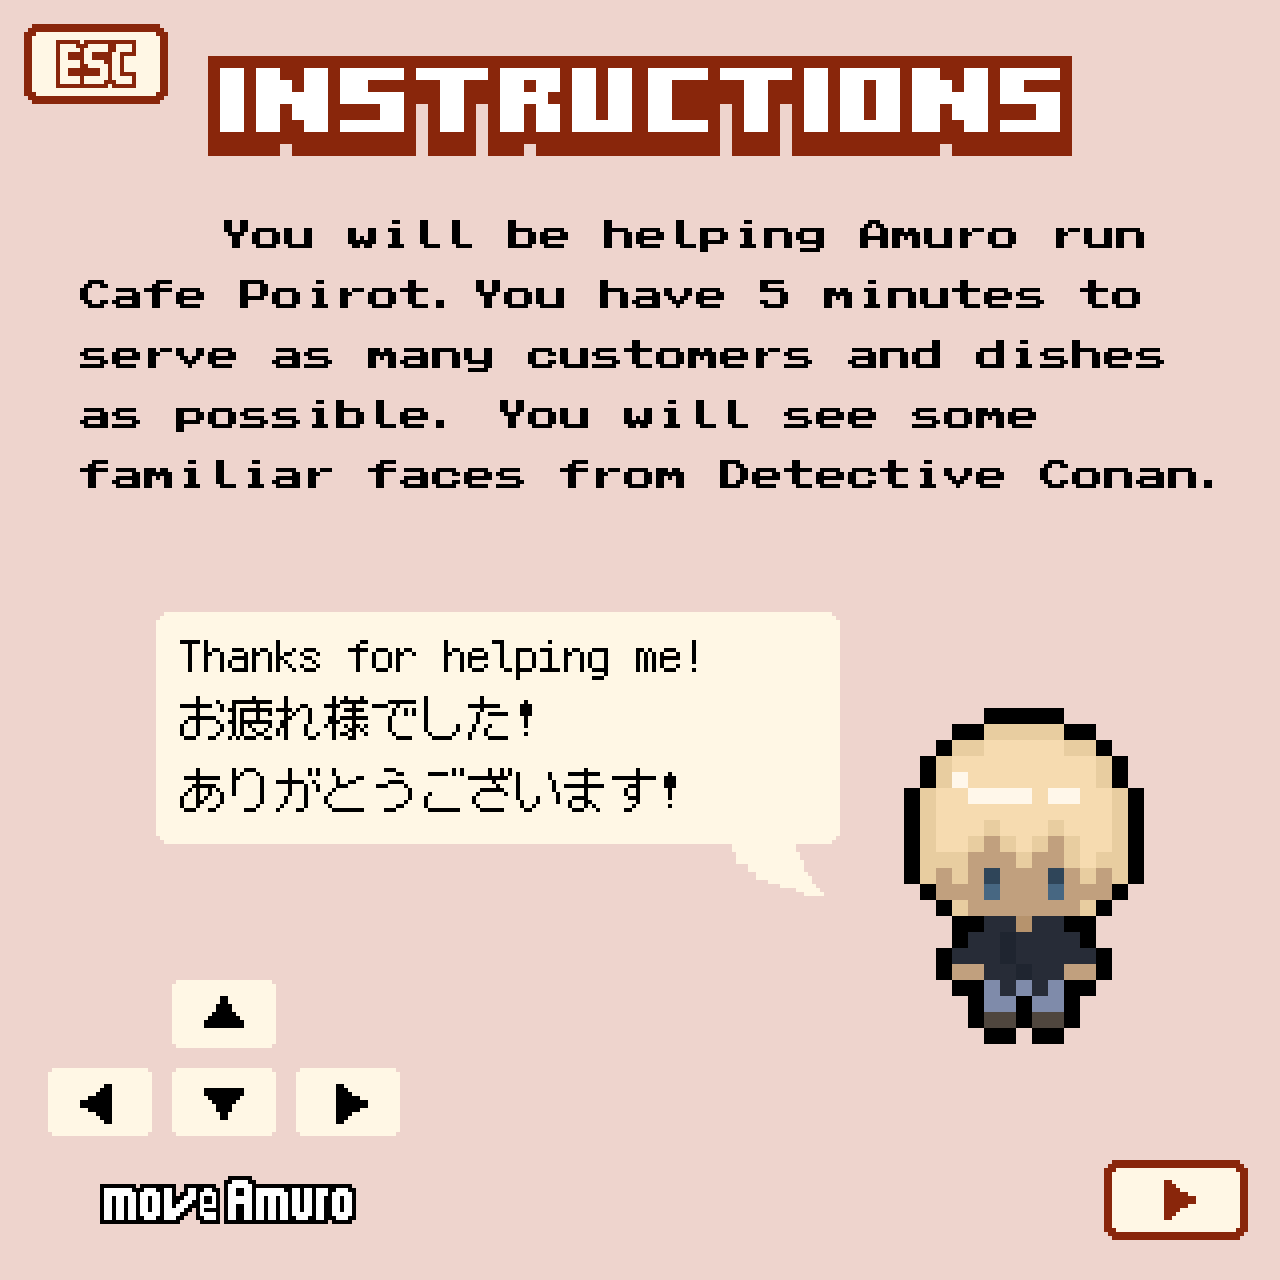 ESC
INSTRUCTIONS
You will be helping Amuro run
Cafe Poirot. You have 5 minutes to
serve as many customers and dishes
as possible. You will see some
familiar faces from Detective Conan.
Thanks for helping me!
お疲れ様でした!
ありがとうございます!
move Amuro